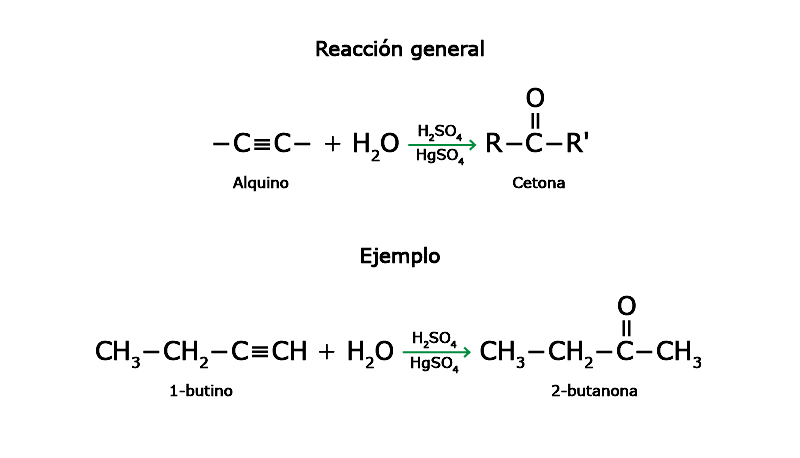 Reacción general
−C≡C− + H₂O H₂SO₄ HgSO₄ → R−C(=O)−R'
Alquino Cetona
Ejemplo
CH₃−CH₂−C≡CH + H₂O H₂SO₄ HgSO₄ → CH₃−CH₂−C(=O)−CH₃
1-butino 2-butanona